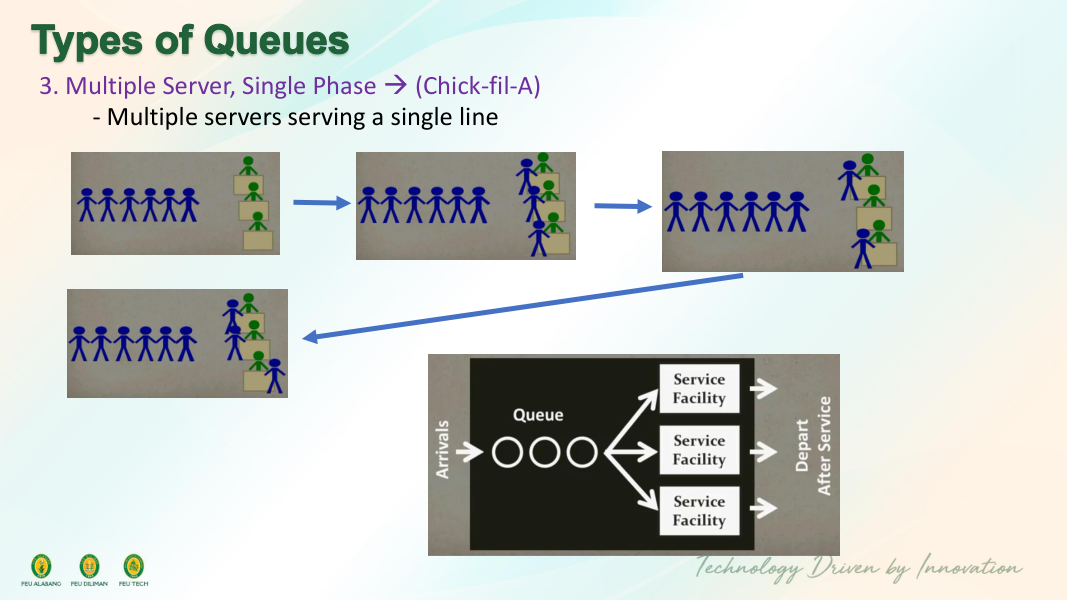 Types of Queues
3. Multiple Server, Single Phase → (Chick-fil-A)
- Multiple servers serving a single line
Arrivals
Queue
Service
Facility
Service
Facility
Service
Facility
Depart
After Service
FEU ALABANG
FEU DILIMAN
FEU TECH
Technology Driven by Innovation